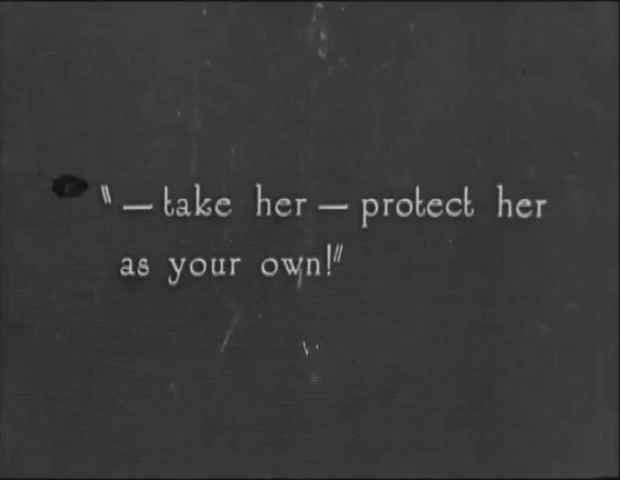 "—take her — protect her
as your own!"